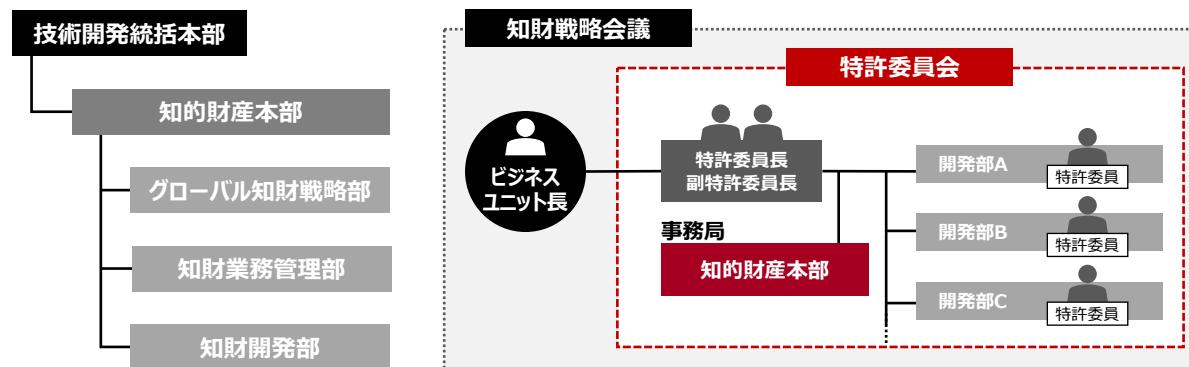 技術開発統括本部
知的財産本部
グローバル知財戦略部
知財業務管理部
知財開発部
知財戦略会議
特許委員会
ビジネス
ユニット長
特許委員長
副特許委員長
事務局
知的財産本部
開発部A
特許委員
開発部B
特許委員
開発部C
特許委員